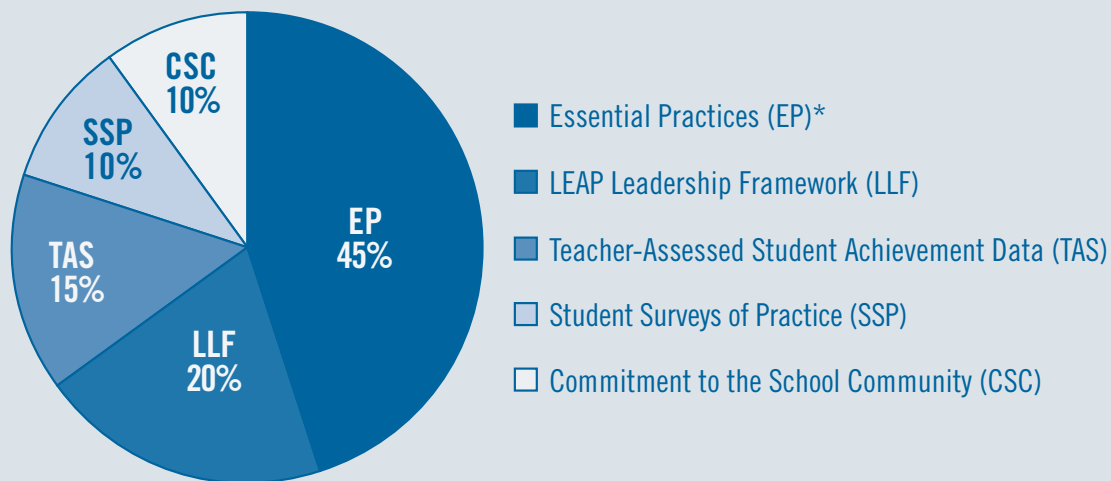 CSC
10%
SSP
10%
EP
45%
TAS
15%
LLF
20%
Essential Practices (EP)*
LEAP Leadership Framework (LLF)
Teacher-Assessed Student Achievement Data (TAS)
Student Surveys of Practice (SSP)
Commitment to the School Community (CSC)